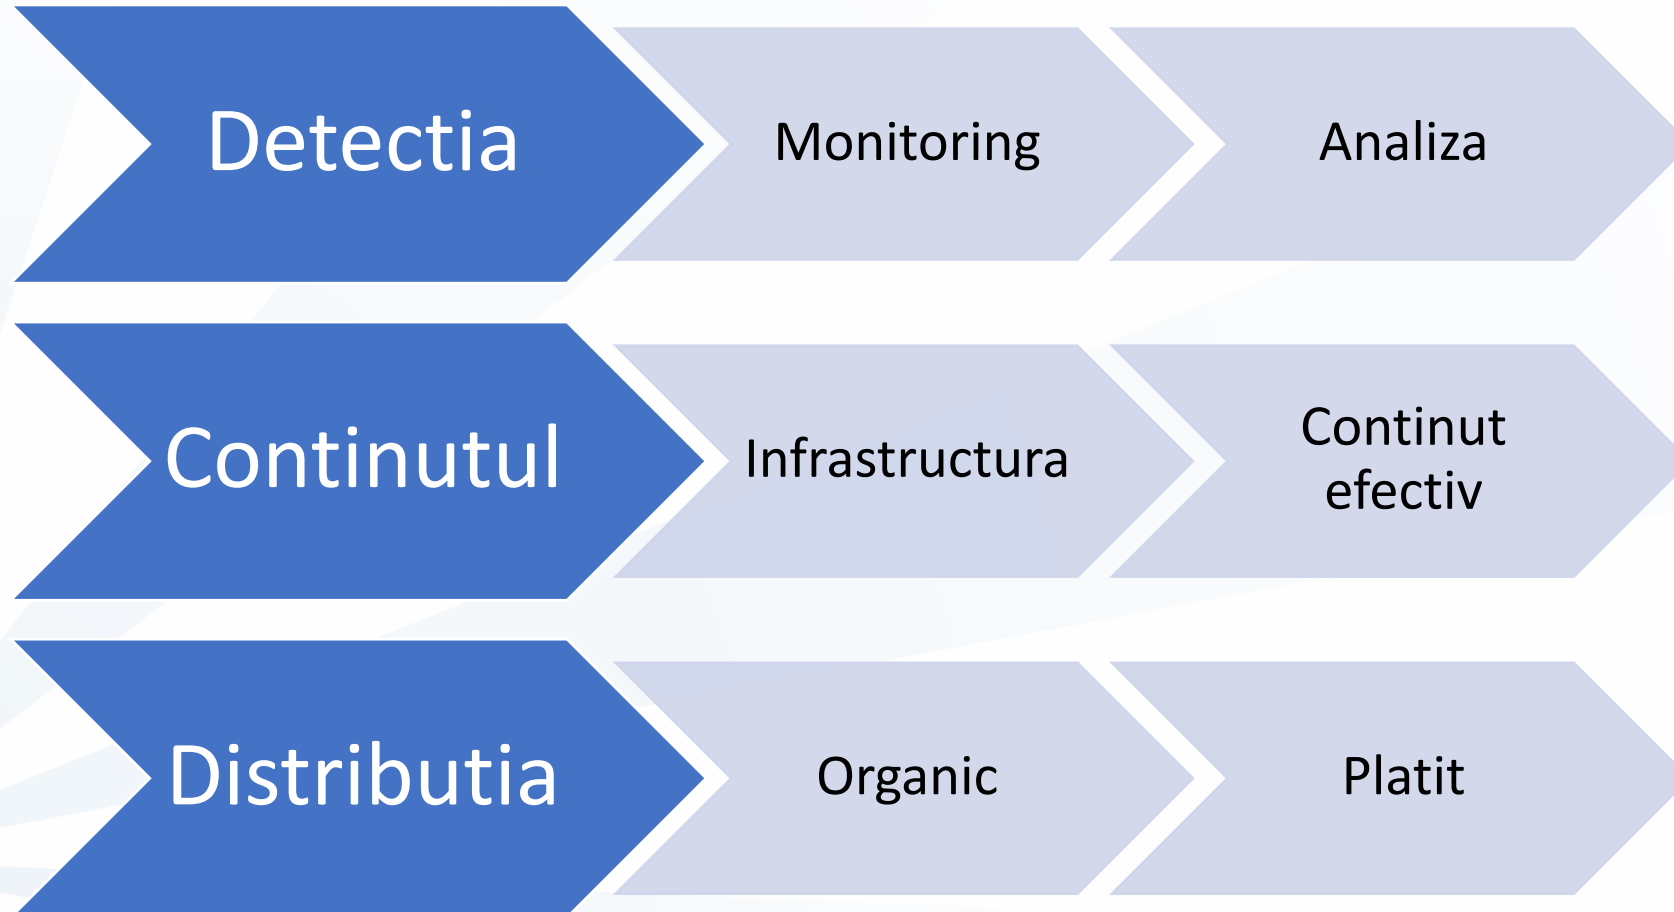 Detectia
Monitoring
Analiza
Continutul
Infrastructura
Continut
efectiv
Distributia
Organic
Platit